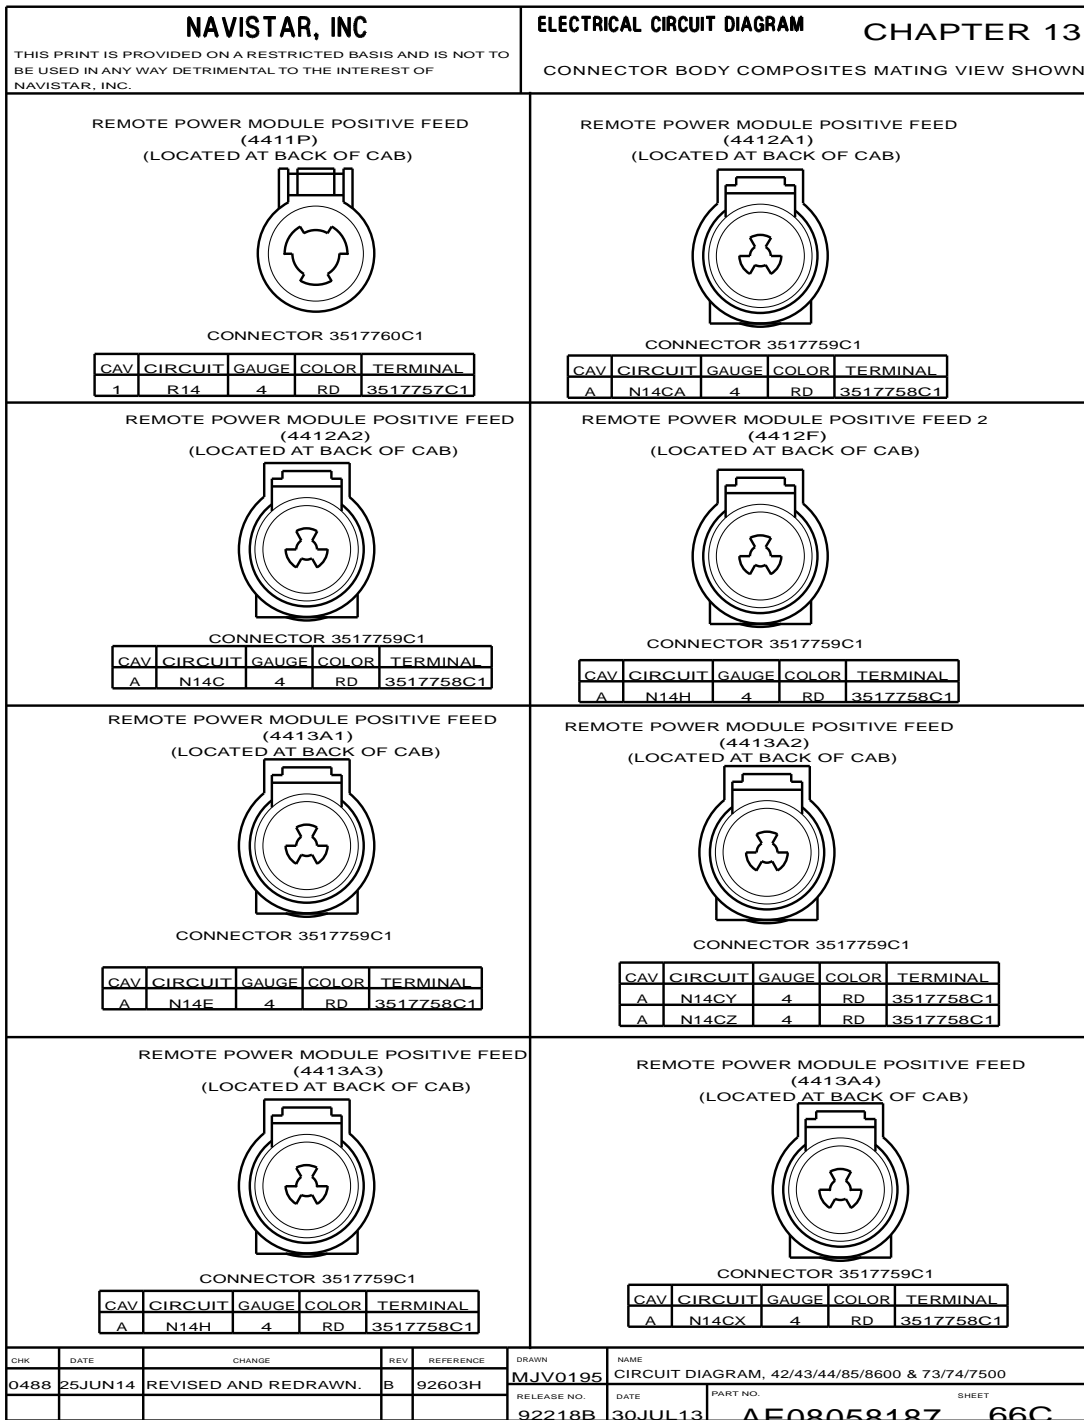 NAVISTAR, INC
THIS PRINT IS PROVIDED ON A RESTRICTED BASIS AND IS NOT TO
BE USED IN ANY WAY DETRIMENTAL TO THE INTEREST OF
NAVISTAR, INC.
ELECTRICAL CIRCUIT DIAGRAM
CHAPTER 13
CONNECTOR BODY COMPOSITES MATING VIEW SHOWN
REMOTE POWER MODULE POSITIVE FEED
(4411P)
(LOCATED AT BACK OF CAB)
CONNECTOR 3517760C1
CAV CIRCUIT GAUGE COLOR TERMINAL
1 R14 4 RD 3517757C1
REMOTE POWER MODULE POSITIVE FEED
(4412A1)
(LOCATED AT BACK OF CAB)
CONNECTOR 3517759C1
CAV CIRCUIT GAUGE COLOR TERMINAL
A N14CA 4 RD 3517758C1
REMOTE POWER MODULE POSITIVE FEED
(4412A2)
(LOCATED AT BACK OF CAB)
CONNECTOR 3517759C1
CAV CIRCUIT GAUGE COLOR TERMINAL
A N14C 4 RD 3517758C1
REMOTE POWER MODULE POSITIVE FEED 2
(4412F)
(LOCATED AT BACK OF CAB)
CONNECTOR 3517759C1
CAV CIRCUIT GAUGE COLOR TERMINAL
A N14H 4 RD 3517758C1
REMOTE POWER MODULE POSITIVE FEED
(4413A1)
(LOCATED AT BACK OF CAB)
CONNECTOR 3517759C1
CAV CIRCUIT GAUGE COLOR TERMINAL
A N14E 4 RD 3517758C1
REMOTE POWER MODULE POSITIVE FEED
(4413A2)
(LOCATED AT BACK OF CAB)
CONNECTOR 3517759C1
CAV CIRCUIT GAUGE COLOR TERMINAL
A N14CY 4 RD 3517758C1
A N14CZ 4 RD 3517758C1
REMOTE POWER MODULE POSITIVE FEED
(4413A3)
(LOCATED AT BACK OF CAB)
CONNECTOR 3517759C1
CAV CIRCUIT GAUGE COLOR TERMINAL
A N14H 4 RD 3517758C1
REMOTE POWER MODULE POSITIVE FEED
(4413A4)
(LOCATED AT BACK OF CAB)
CONNECTOR 3517759C1
CAV CIRCUIT GAUGE COLOR TERMINAL
A N14CX 4 RD 3517758C1
CHK DATE CHANGE REV REFERENCE
0488 25JUN14 REVISED AND REDRAWN. B 92603H
DRAWN NAME
MJV0195 CIRCUIT DIAGRAM, 42/43/44/85/8600 & 73/74/7500
RELEASE NO. DATE PART NO. SHEET
92218B 30JUL13 AE08058187 66C